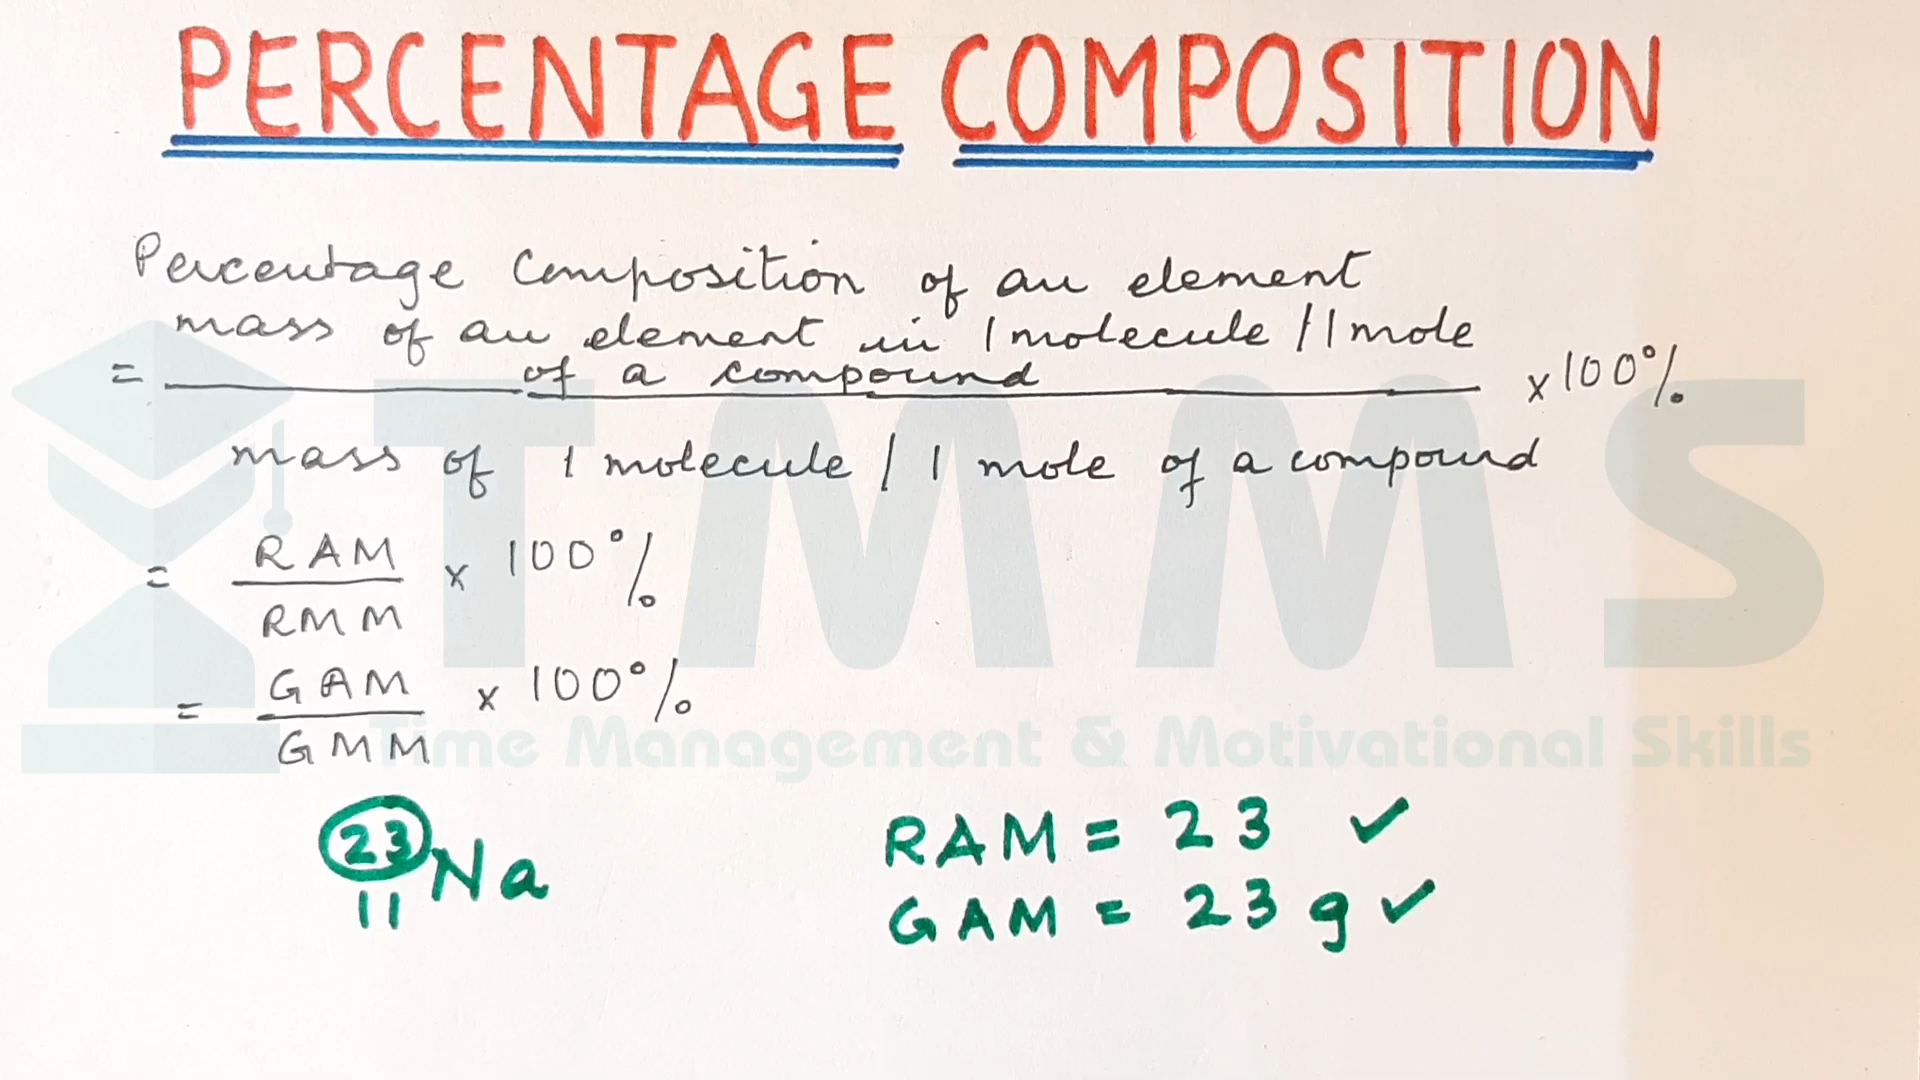 PERCENTAGE COMPOSITION
Percentage Composition of an element
mass of an element in 1 molecule / 1 mole
= of a compound × 100%
mass of 1 molecule / 1 mole of a compound
= RAM × 100%
RMM
= GAM × 100%
GMM
TMMS
Time Management & Motivational Skills
23
11 Na
RAM = 23 ✓
GAM = 23 g ✓